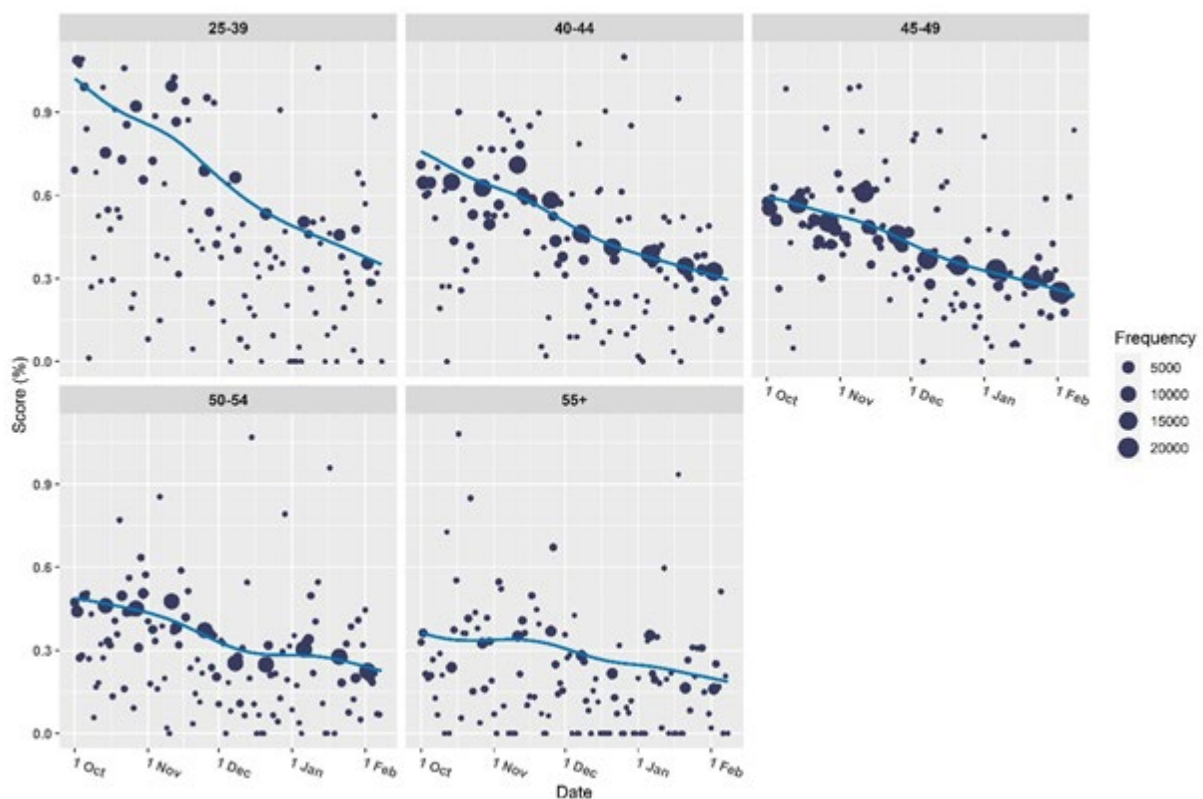 25-39
40-44
45-49
0.9
0.6
0.3
0.0
1 Oct
1 Nov
1 Dec
1 Jan
1 Feb
Score (%)
Frequency
5000
10000
15000
20000
50-54
55+
0.9
0.6
0.3
0.0
1 Oct
1 Nov
1 Dec
1 Jan
1 Feb
1 Oct
1 Nov
1 Dec
1 Jan
1 Feb
Date